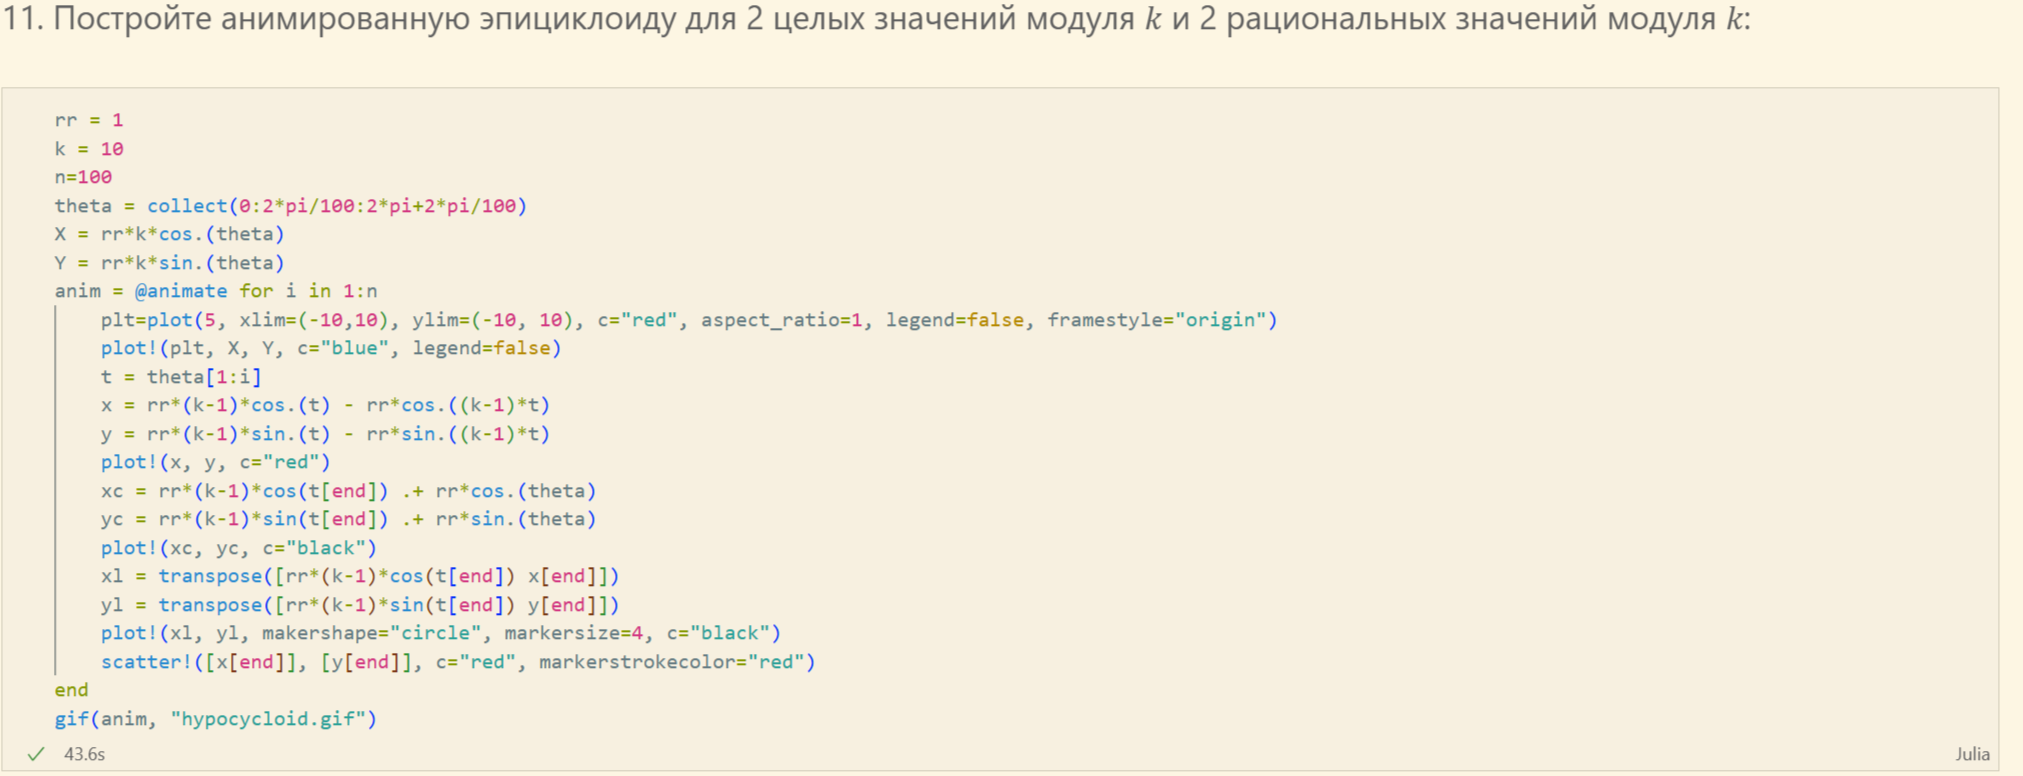 11. Постройте анимированную эпициклоиду для 2 целых значений модуля k и 2 рациональных значений модуля k:
rr = 1
k = 10
n=100
theta = collect(0:2*pi/100:2*pi+2*pi/100)
X = rr*k*cos.(theta)
Y = rr*k*sin.(theta)
anim = @animate for i in 1:n
    plt=plot(5, xlim=(-10,10), ylim=(-10, 10), c="red", aspect_ratio=1, legend=false, framestyle="origin")
    plot!(plt, X, Y, c="blue", legend=false)
    t = theta[1:i]
    x = rr*(k-1)*cos.(t) - rr*cos.((k-1)*t)
    y = rr*(k-1)*sin.(t) - rr*sin.((k-1)*t)
    plot!(x, y, c="red")
    xc = rr*(k-1)*cos(t[end]) .+ rr*cos.(theta)
    yc = rr*(k-1)*sin(t[end]) .+ rr*sin.(theta)
    plot!(xc, yc, c="black")
    xl = transpose([rr*(k-1)*cos(t[end]) x[end]])
    yl = transpose([rr*(k-1)*sin(t[end]) y[end]])
    plot!(xl, yl, makershape="circle", markersize=4, c="black")
    scatter!([x[end]], [y[end]], c="red", markerstrokecolor="red")
end
gif(anim, "hypocycloid.gif")
43.6s
Julia